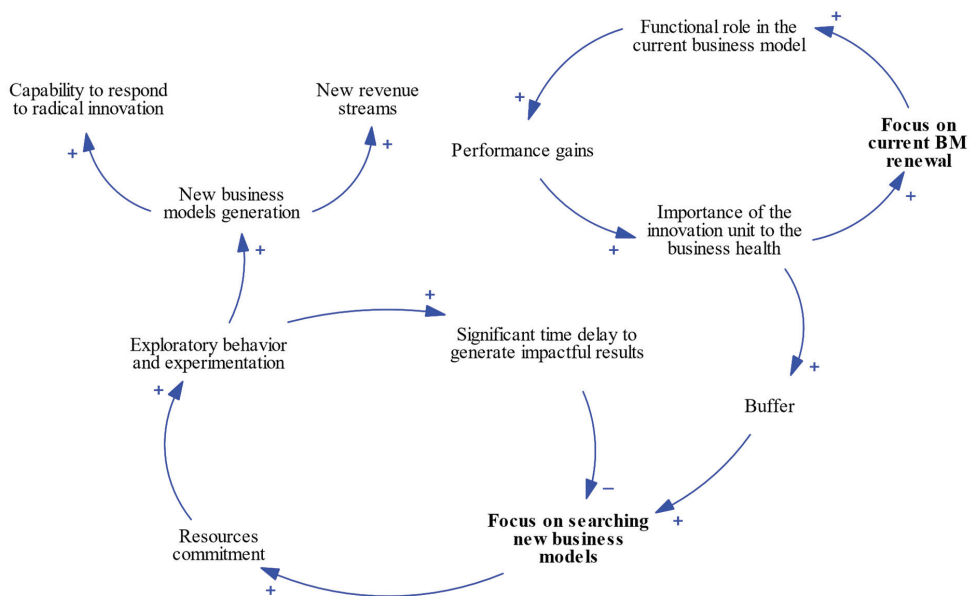 Functional role in the
current business model
+
+
Capability to respond
to radical innovation
New revenue
streams
+
+
+
Performance gains
Focus on
current BM
renewal
+
New business
models generation
Importance of the
innovation unit to the
business health
+
+
+
Exploratory behavior
and experimentation
Significant time delay to
generate impactful results
+
+
Buffer
–
+
Focus on searching
new business
models
Resources
commitment
+